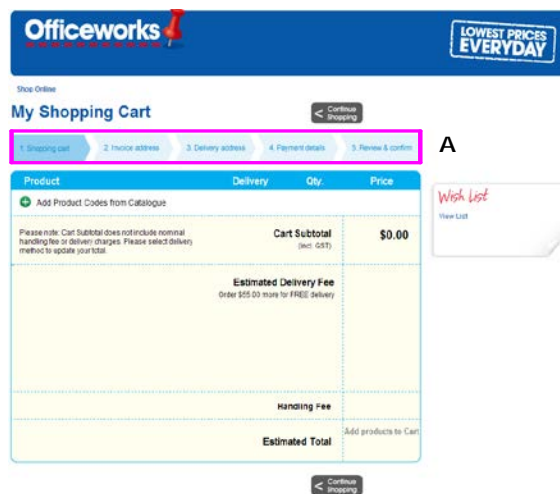 Officeworks
LOWEST PRICES
EVERYDAY
Shop Online
My Shopping Cart
< Continue Shopping
1. Shopping cart 2. Invoice address 3. Delivery address 4. Payment details 5. Review & confirm
A
Product Delivery Qty. Price
Add Product Codes from Catalogue
Wish List
View List
Please note: Cart Subtotal does not include nominal
handling fee or delivery charges. Please select delivery
method to update your total.
Cart Subtotal $0.00
(incl. GST)
Estimated Delivery Fee
Order $55.00 more for FREE delivery
Handling Fee
Add products to Cart
Estimated Total
< Continue Shopping